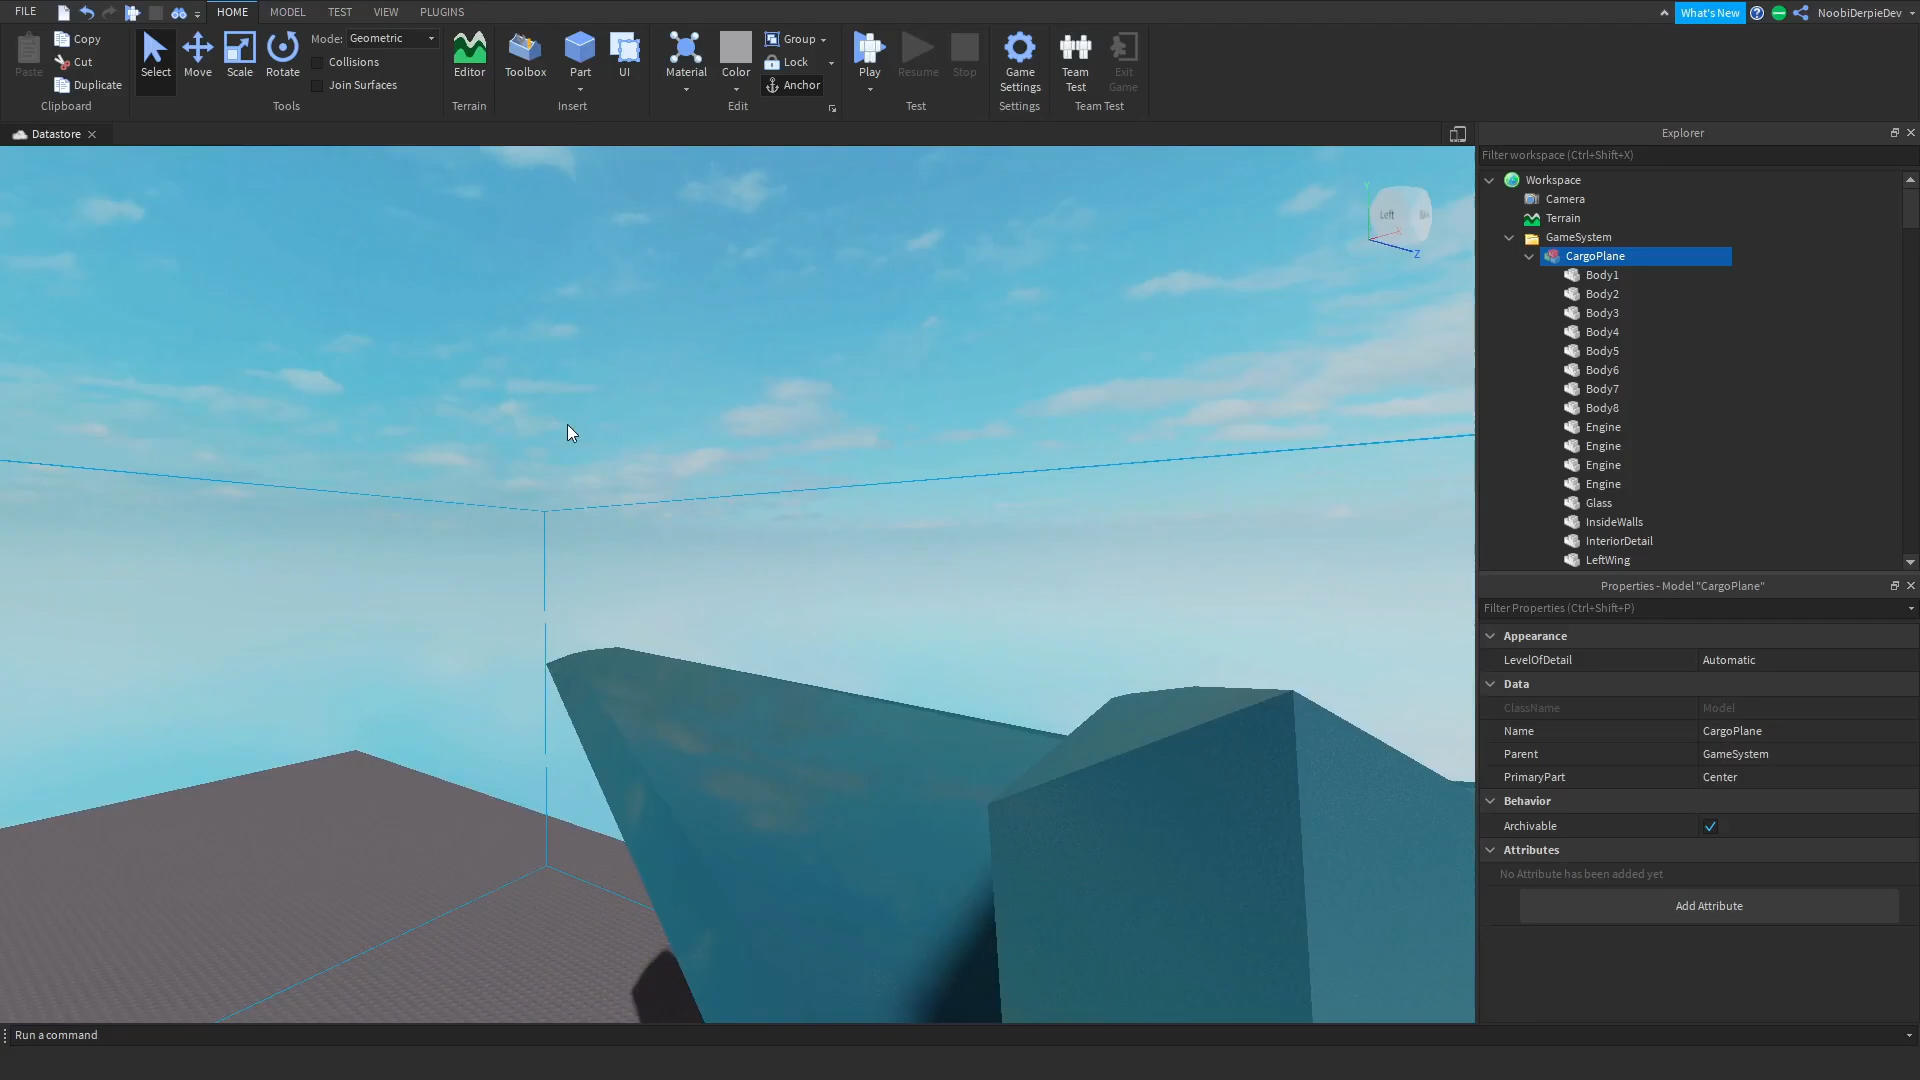 FILE
HOME
MODEL
TEST
VIEW
PLUGINS
What's New
NoobiDerpieDev
Paste
Copy
Cut
Duplicate
Clipboard
Select
Move
Scale
Rotate
Mode: Geometric
Collisions
Join Surfaces
Tools
Editor
Terrain
Toolbox
Part
UI
Insert
Material
Color
Group
Lock
Anchor
Edit
Play
Resume
Stop
Test
Game
Settings
Settings
Team
Test
Exit
Game
Team Test
Datastore
Left
Y
X
Z
Explorer
Filter workspace (Ctrl+Shift+X)
Workspace
Camera
Terrain
GameSystem
CargoPlane
Body1
Body2
Body3
Body4
Body5
Body6
Body7
Body8
Engine
Engine
Engine
Engine
Glass
InsideWalls
InteriorDetail
LeftWing
Properties - Model "CargoPlane"
Filter Properties (Ctrl+Shift+P)
Appearance
LevelOfDetail Automatic
Data
ClassName Model
Name CargoPlane
Parent GameSystem
PrimaryPart Center
Behavior
Archivable
Attributes
No Attribute has been added yet
Add Attribute
Run a command